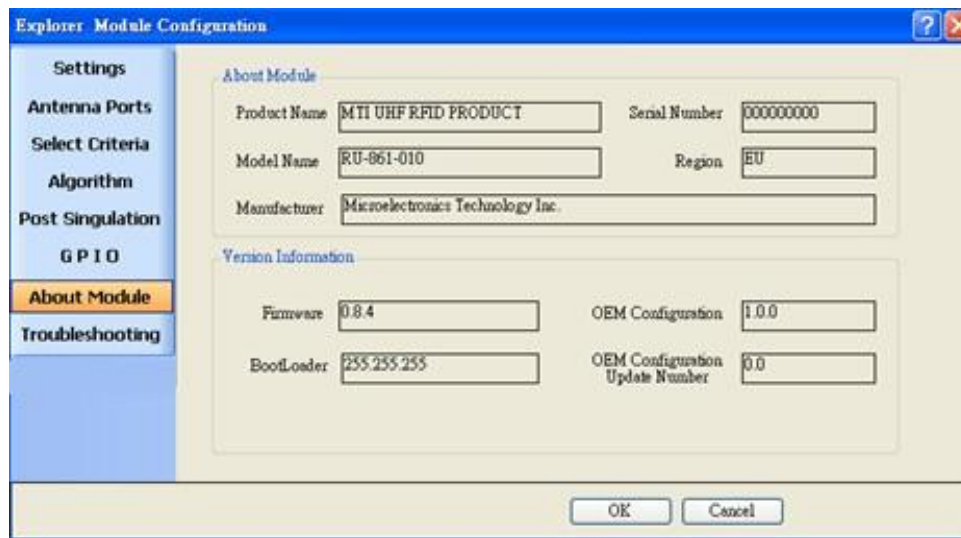 Explorer Module Configuration
?
Settings
Antenna Ports
Select Criteria
Algorithm
Post Singulation
GPIO
About Module
Troubleshooting
About Module
Product Name MTI UHF RFID PRODUCT Serial Number 000000000
Model Name RU-861-010 Region EU
Manufacturer Microelectronics Technology Inc.
Version Information
Firmware 0.8.4 OEM Configuration 1.0.0
BootLoader 255.255.255 OEM Configuration
Update Number 0.0
OK Cancel